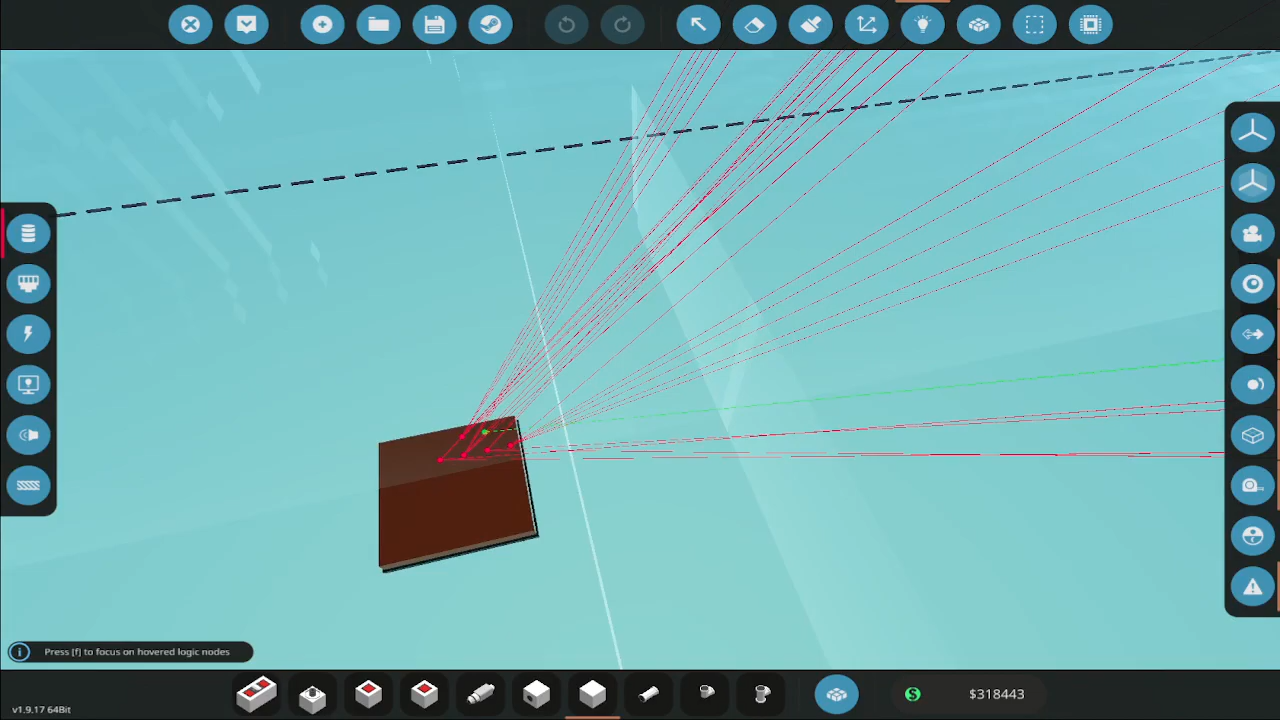 Press [f] to focus on hovered logic nodes
v1.9.17 64Bit
$318443